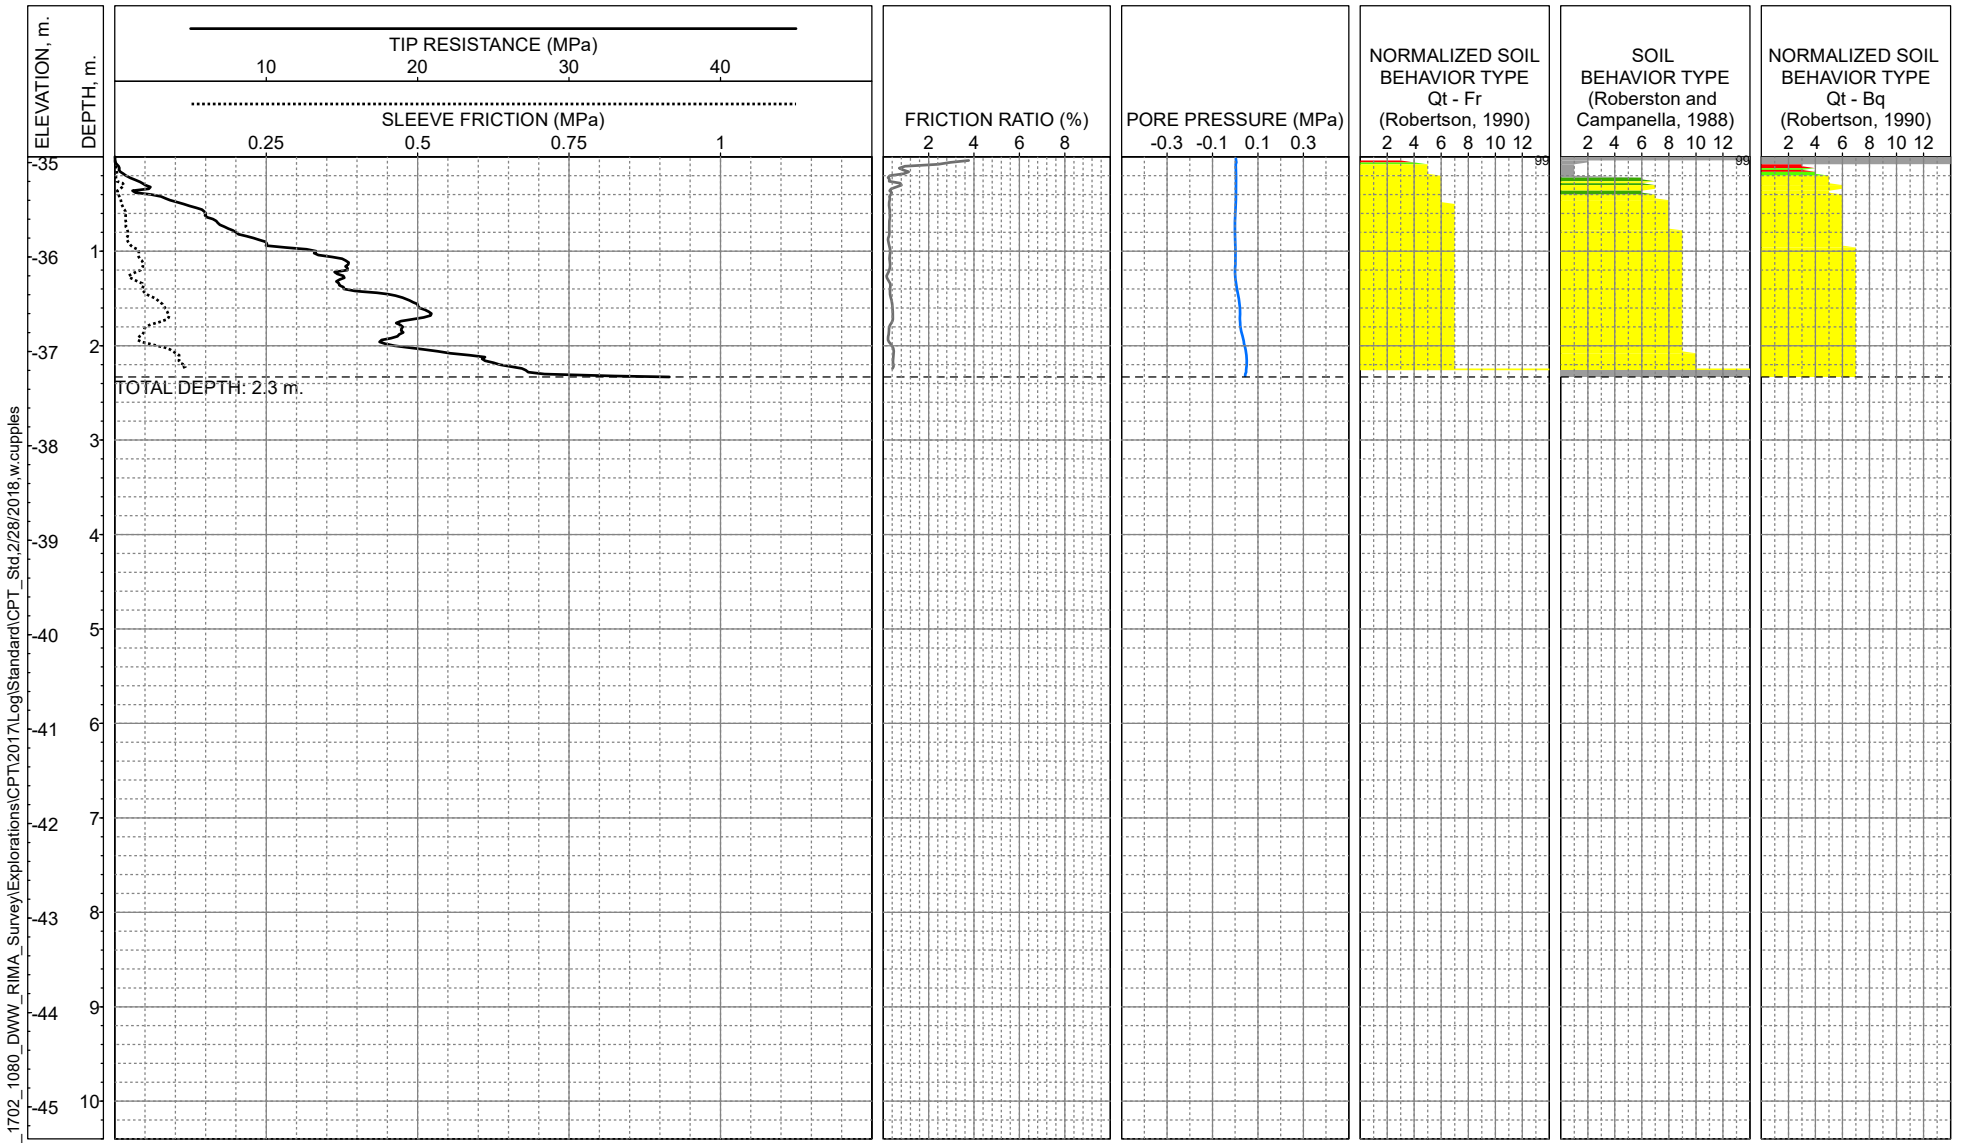 _1702_1080_DWW_RIMA_Survey\Explorations\CPT\2017\Log\Standard\CPT_Std,2/28/2018,w.cupples
ELEVATION, m.
DEPTH, m.
TIP RESISTANCE (MPa)
10 20 30 40
SLEEVE FRICTION (MPa)
0.25 0.5 0.75 1
FRICTION RATIO (%)
2 4 6 8
PORE PRESSURE (MPa)
-0.3 -0.1 0.1 0.3
NORMALIZED SOIL
BEHAVIOR TYPE
Qt - Fr
(Robertson, 1990)
2 4 6 8 10 12
99
SOIL
BEHAVIOR TYPE
(Roberston and
Campanella, 1988)
2 4 6 8 10 12
99
NORMALIZED SOIL
BEHAVIOR TYPE
Qt - Bq
(Robertson, 1990)
2 4 6 8 10 12
-35
1
-36
2
-37
TOTAL DEPTH: 2.3 m.
3
-38
4
-39
5
-40
6
-41
7
-42
8
-43
9
-44
10
-45